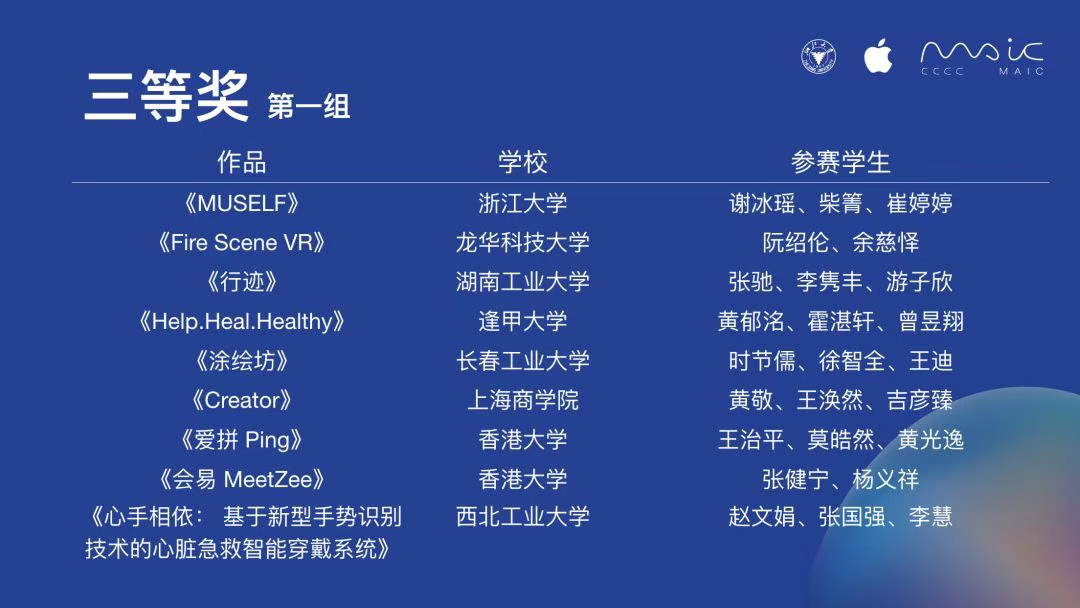 CCCC MAIC
三等奖 第一组
作品 学校 参赛学生
《MUSELF》 浙江大学 谢冰瑶、柴箐、崔婷婷
《Fire Scene VR》 龙华科技大学 阮绍伦、余慈怿
《行迹》 湖南工业大学 张驰、李隽丰、游子欣
《Help.Heal.Healthy》 逢甲大学 黄郁洺、霍湛轩、曾昱翔
《涂绘坊》 长春工业大学 时节儒、徐智全、王迪
《Creator》 上海商学院 黄敬、王涣然、吉彦臻
《爱拼 Ping》 香港大学 王治平、莫皓然、黄光逸
《会易 MeetZee》 香港大学 张健宁、杨义祥
《心手相依： 基于新型手势识别 西北工业大学 赵文娟、张国强、李慧
技术的心脏急救智能穿戴系统》